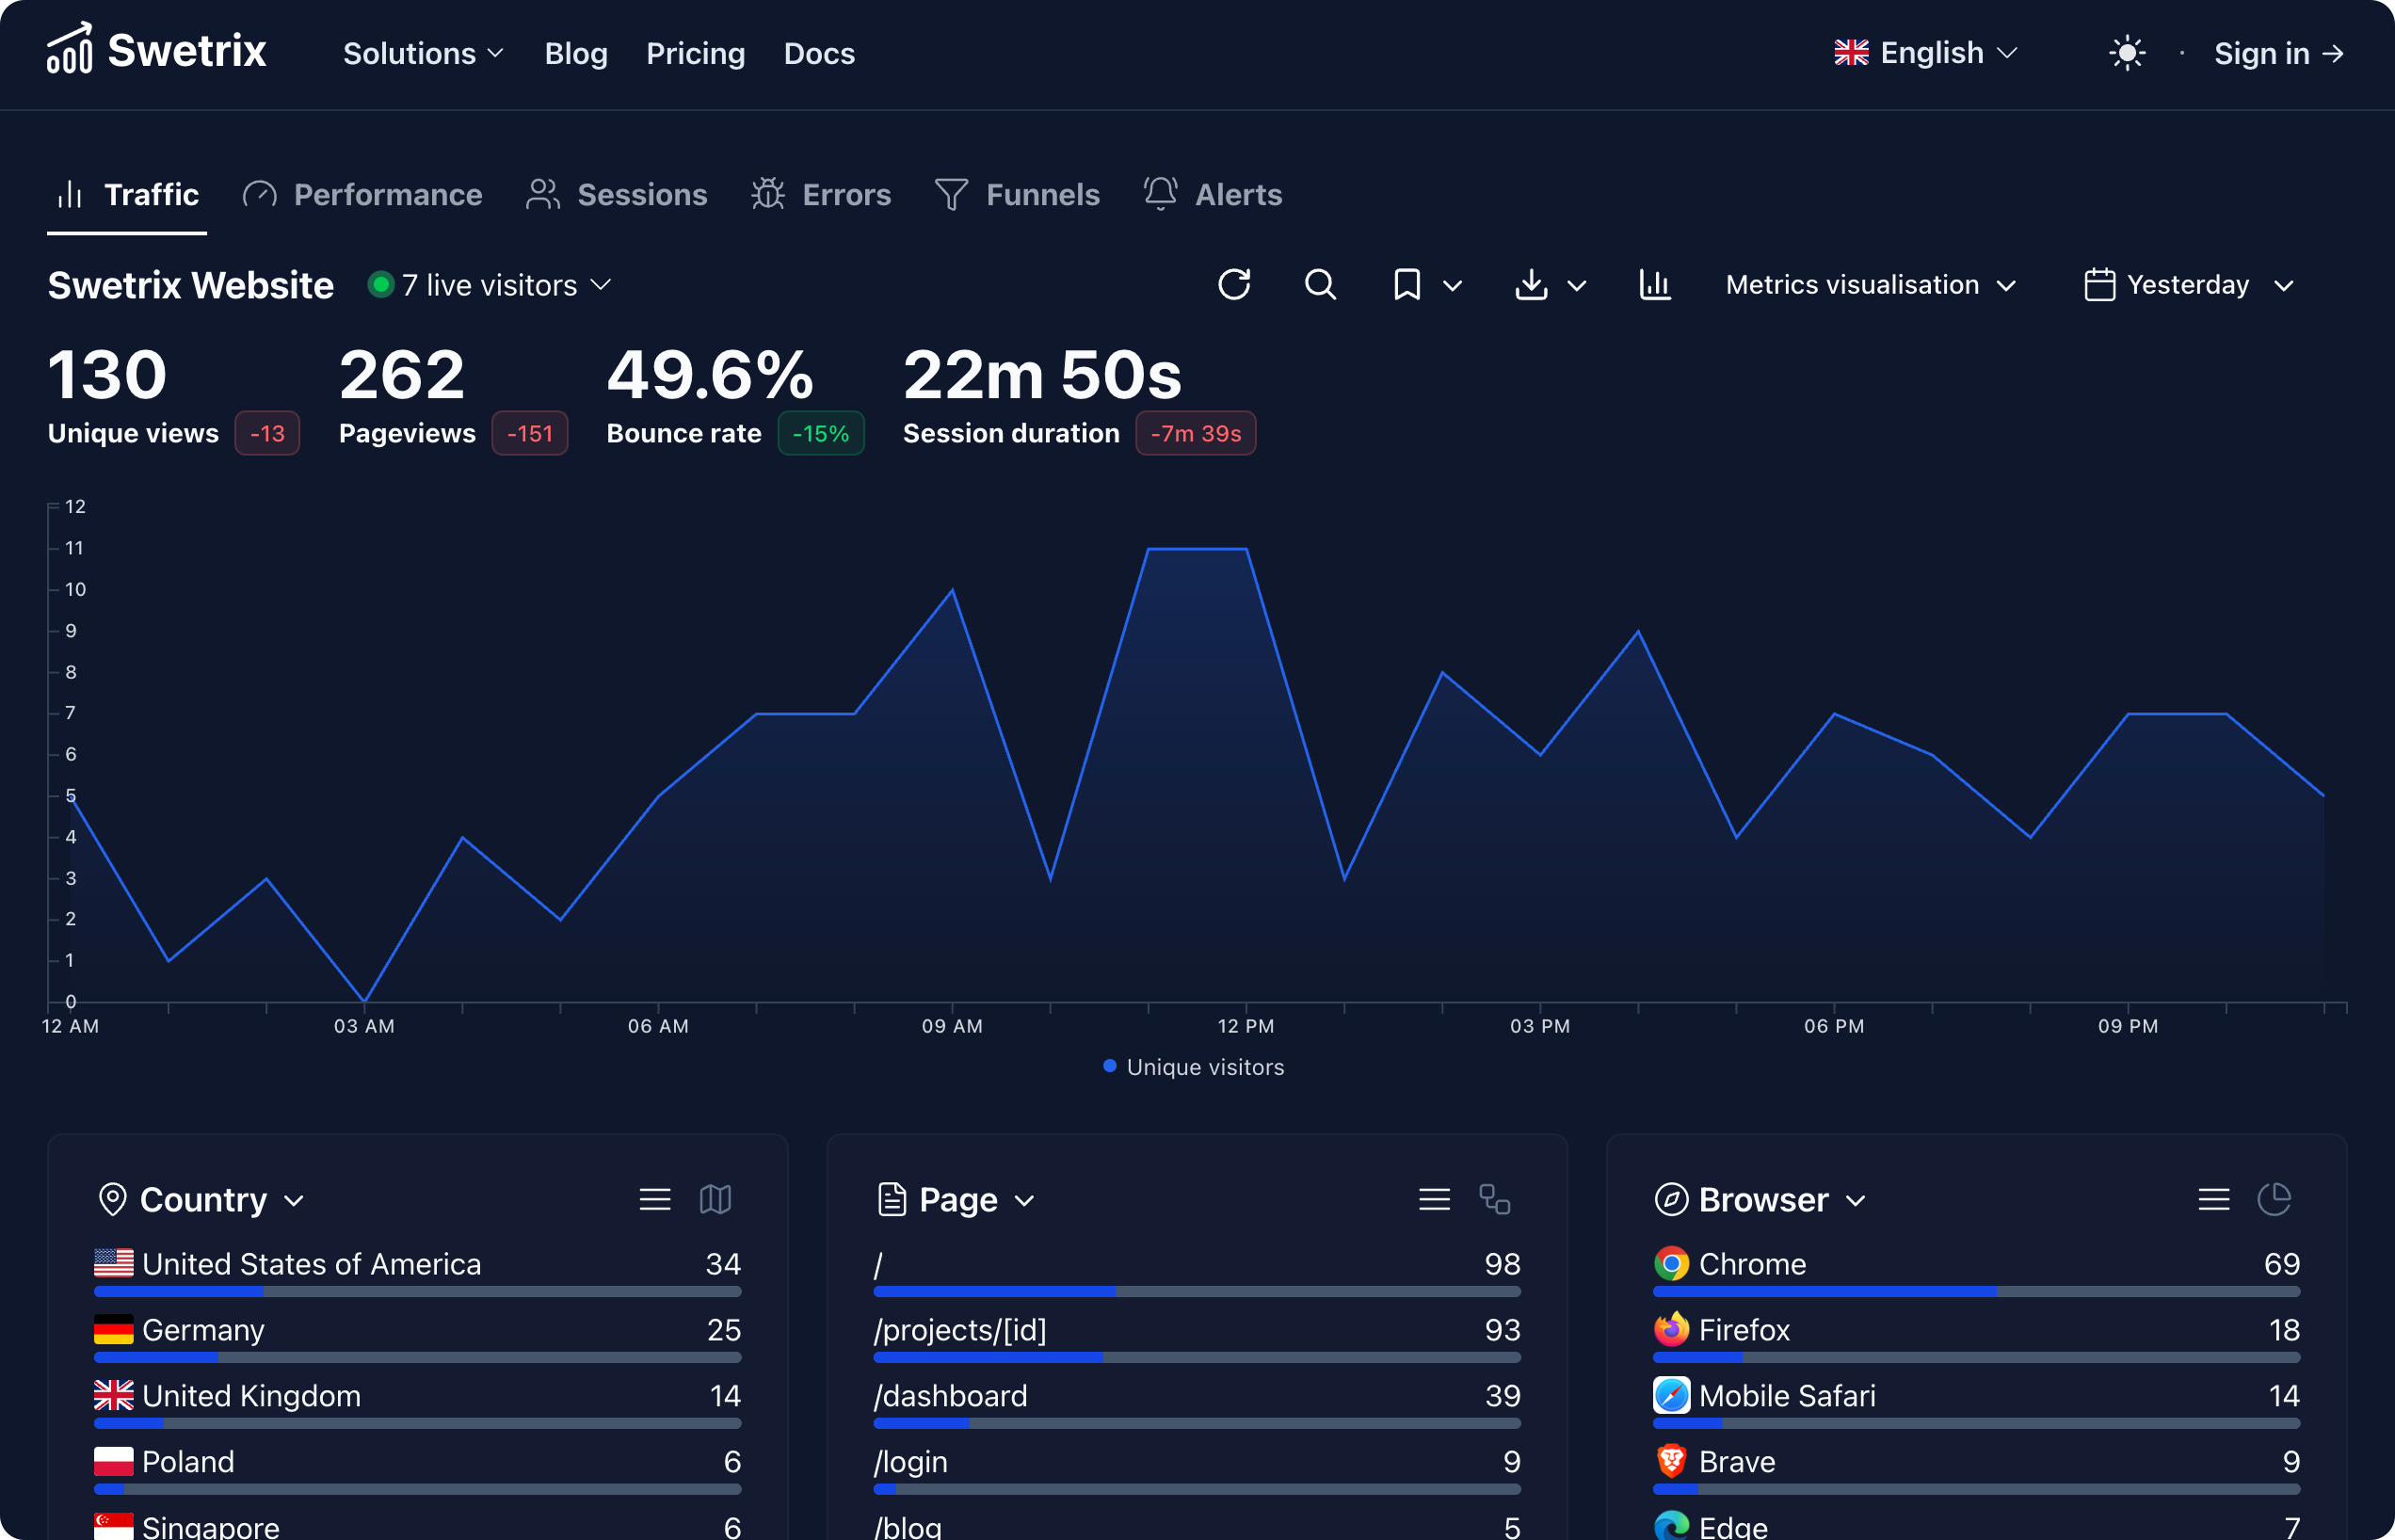 Swetrix
Solutions Blog Pricing Docs English · Sign in →
Traffic Performance Sessions Errors Funnels Alerts
Swetrix Website 7 live visitors Metrics visualisation Yesterday
130 262 49.6% 22m 50s
Unique views -13 Pageviews -151 Bounce rate -15% Session duration -7m 39s
12
11
10
9
8
7
6
5
4
3
2
1
0
12 AM 03 AM 06 AM 09 AM 12 PM 03 PM 06 PM 09 PM
Unique visitors
Country
United States of America 34
Germany 25
United Kingdom 14
Poland 6
Singapore 6
Page
/ 98
/projects/[id] 93
/dashboard 39
/login 9
/blog 5
Browser
Chrome 69
Firefox 18
Mobile Safari 14
Brave 9
Edge 7